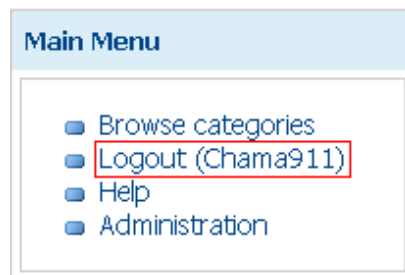 Main Menu
Browse categories
Logout (Chama911)
Help
Administration